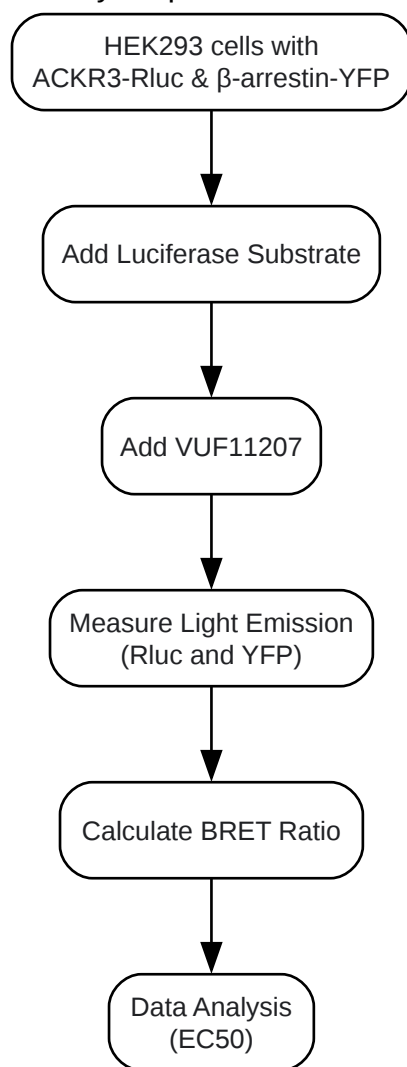 HEK293 cells with
ACKR3-Rluc & β-arrestin-YFP
Add Luciferase Substrate
Add VUF11207
Measure Light Emission
(Rluc and YFP)
Calculate BRET Ratio
Data Analysis
(EC50)